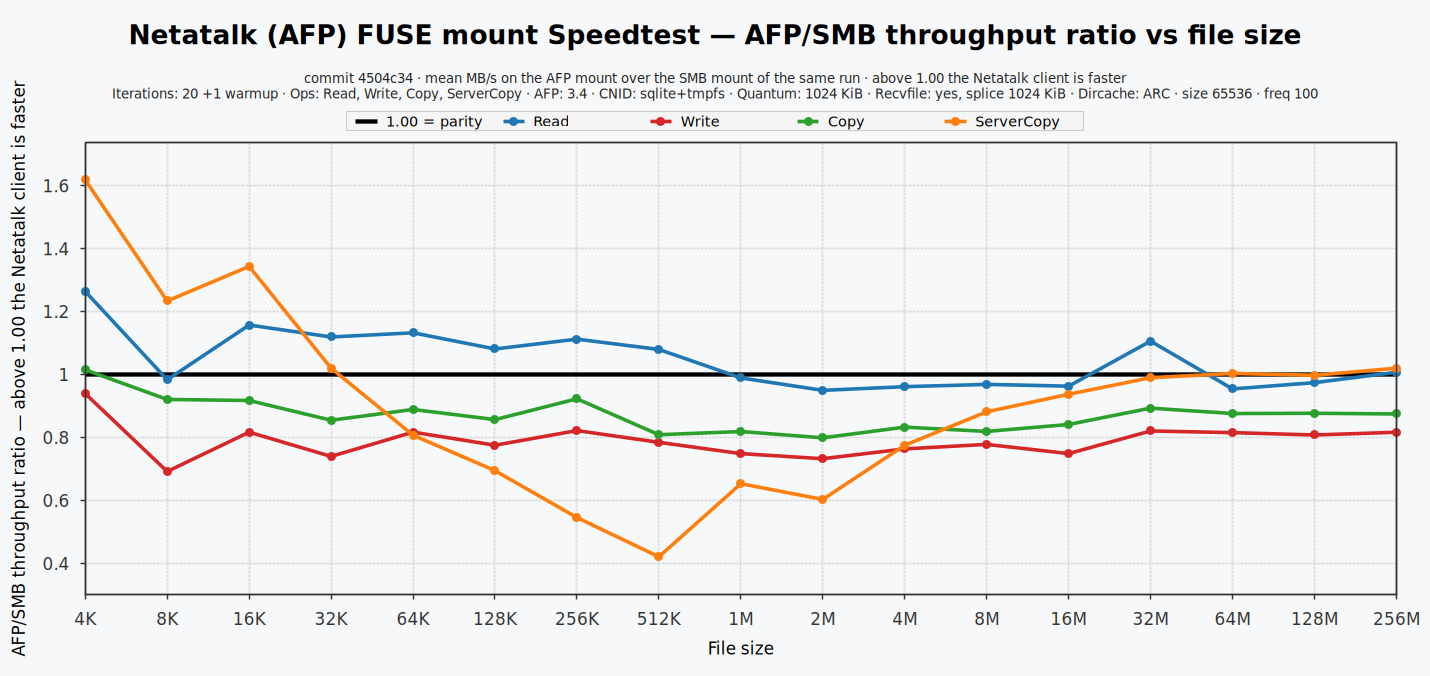 Netatalk (AFP) FUSE mount Speedtest — AFP/SMB throughput ratio vs file size
commit 4504c34 · mean MB/s on the AFP mount over the SMB mount of the same run · above 1.00 the Netatalk client is faster
Iterations: 20 +1 warmup · Ops: Read, Write, Copy, ServerCopy · AFP: 3.4 · CNID: sqlite+tmpfs · Quantum: 1024 KiB · Recvfile: yes, splice 1024 KiB · Dircache: ARC · size 65536 · freq 100
1.00 = parity Read Write Copy ServerCopy
AFP/SMB throughput ratio — above 1.00 the Netatalk client is faster
1.6
1.4
1.2
1
0.8
0.6
0.4
4K 8K 16K 32K 64K 128K 256K 512K 1M 2M 4M 8M 16M 32M 64M 128M 256M
File size